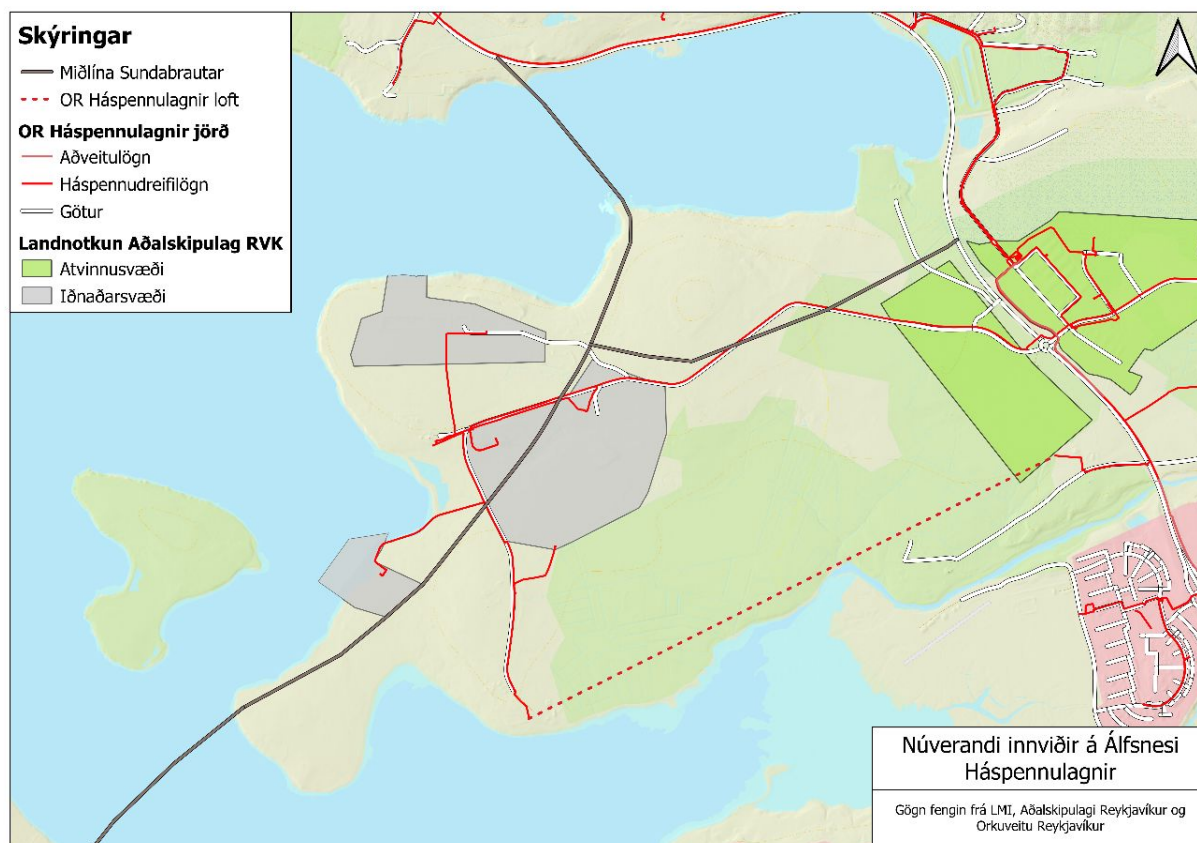 Skýringar
Miðlína Sundabrautar
OR Háspennulagnir loft
OR Háspennulagnir jörð
Aðveitulögn
Háspennudreifilögn
Götur
Landnotkun Aðalskipulag RVK
Atvinnusvæði
Iðnaðarsvæði
Núverandi innviðir á Álfsnesi
Háspennulagnir
Gögn fengin frá LMI, Aðalskipulagi Reykjavíkur og
Orkuveitu Reykjavíkur